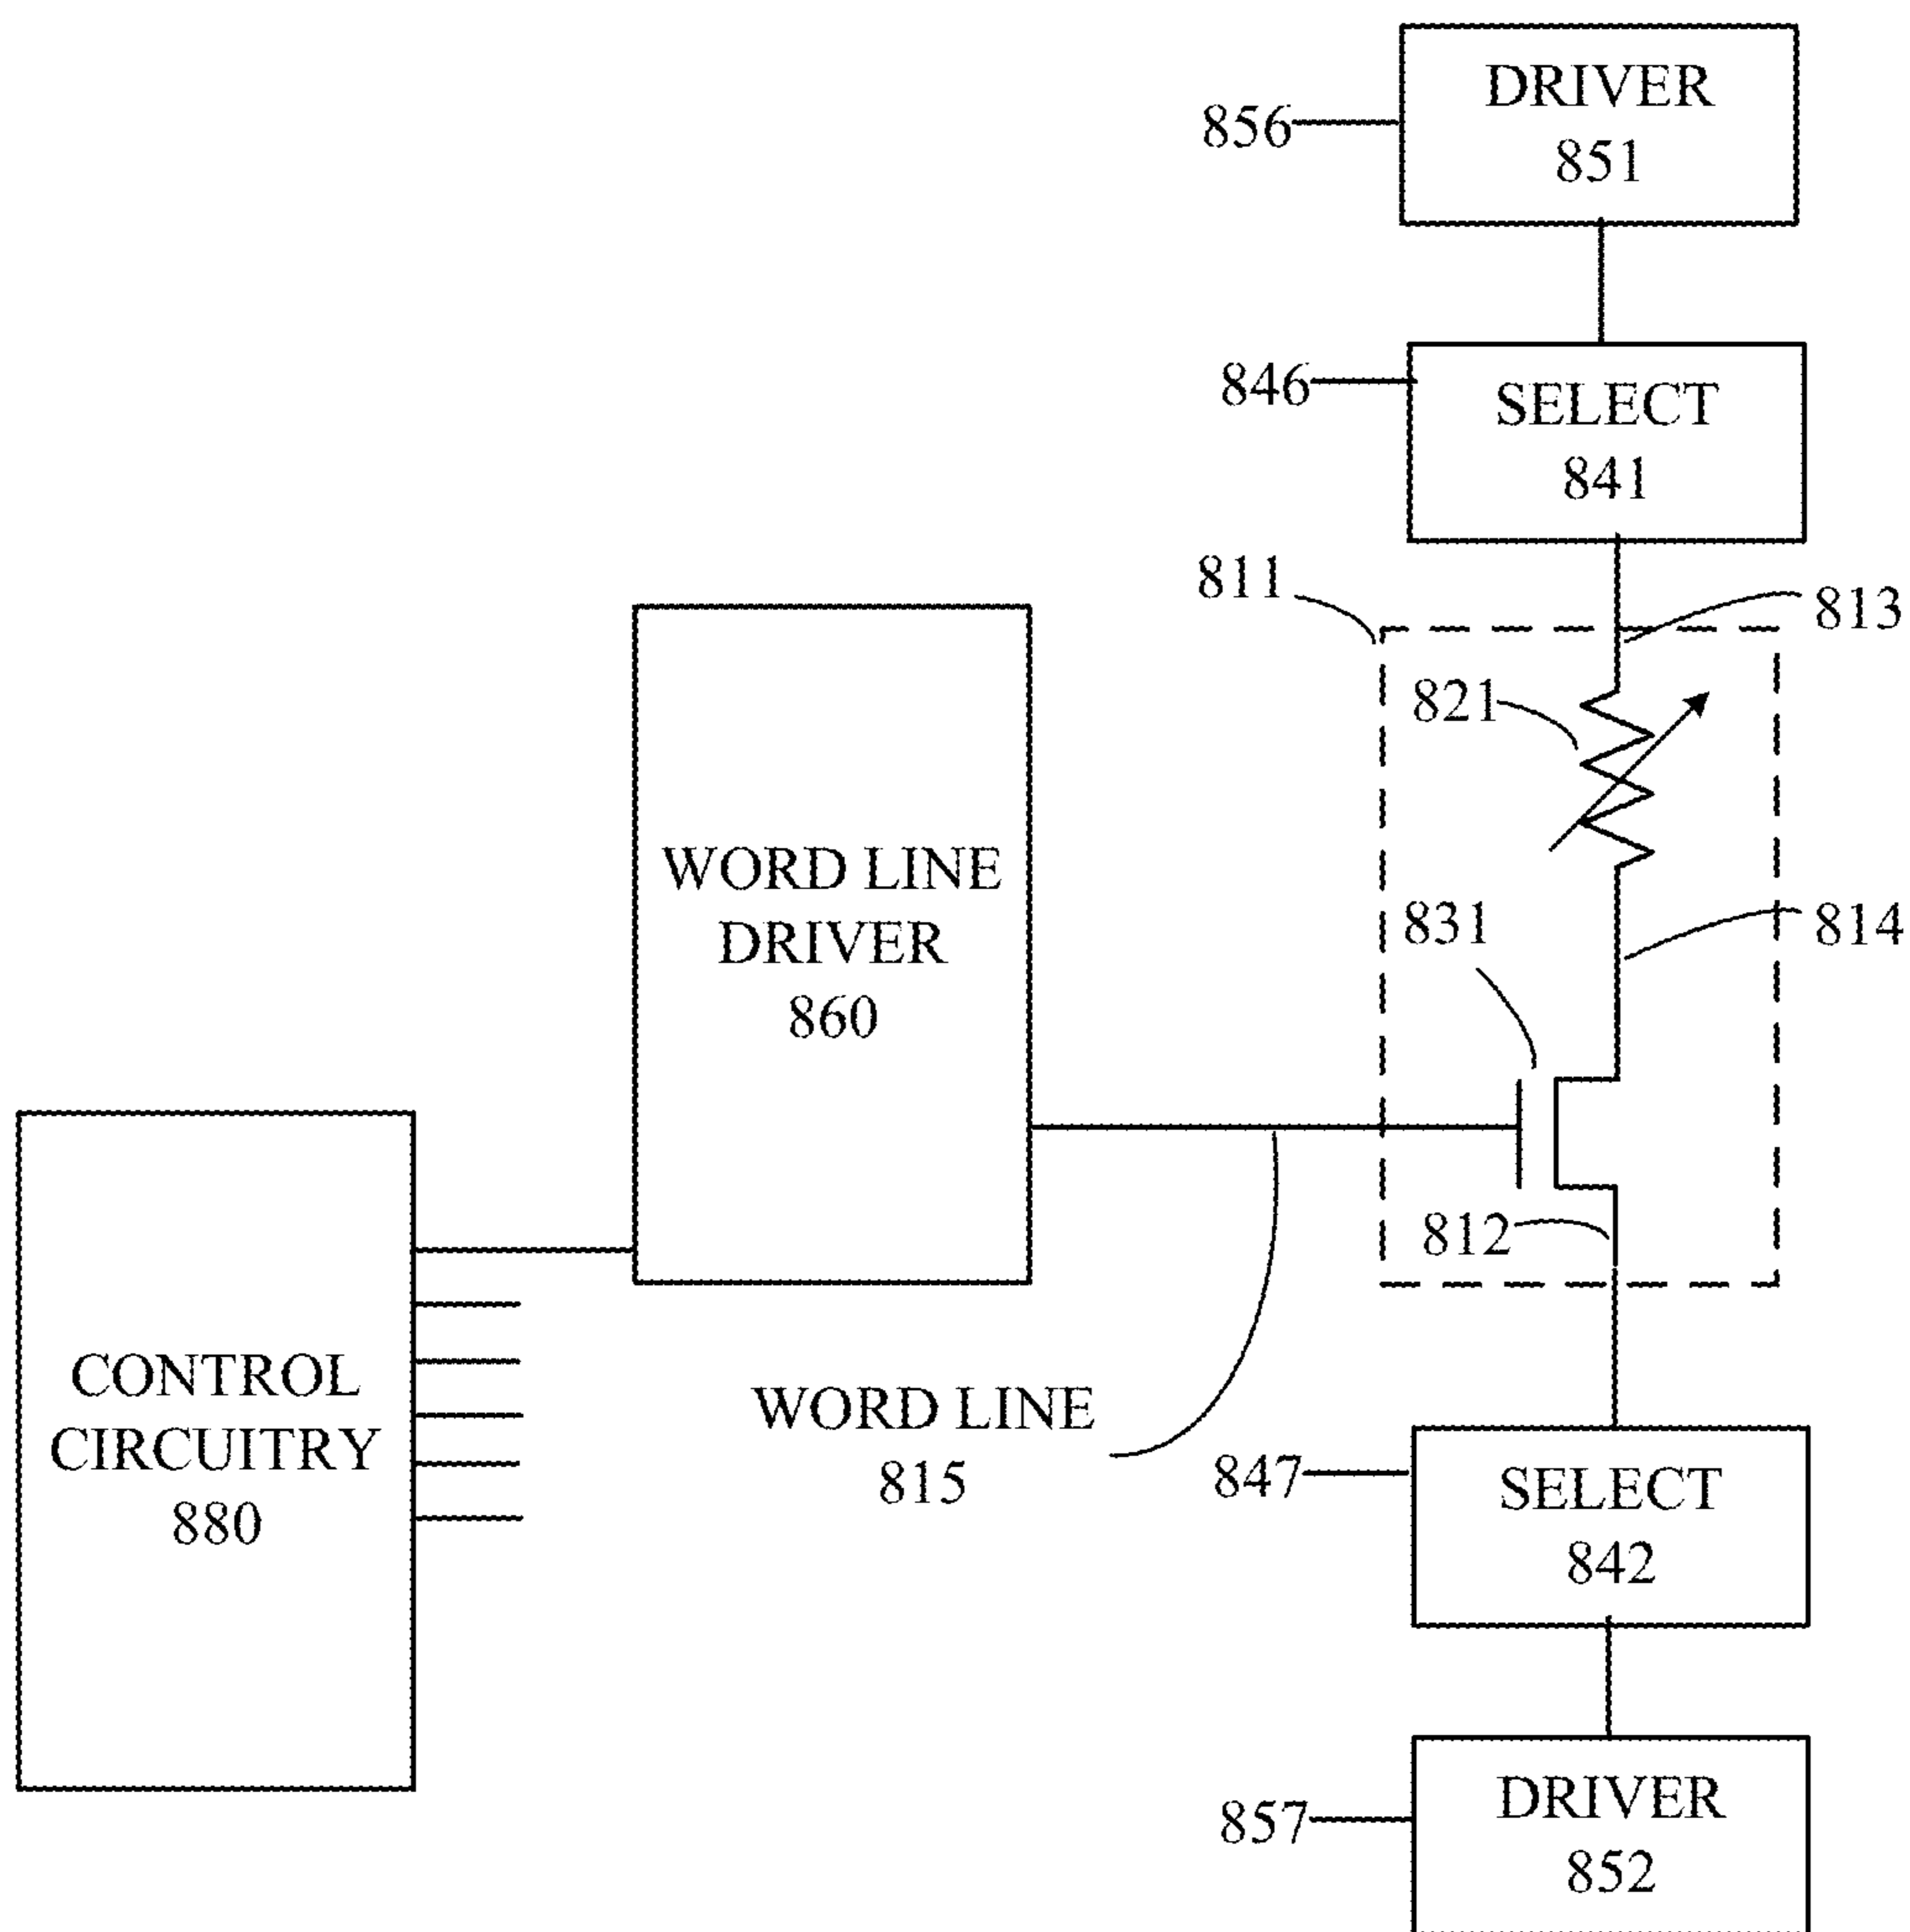 DRIVER
851
856
846
SELECT
841
811
813
821
WORD LINE
DRIVER
860
831
814
812
CONTROL
CIRCUITRY
880
WORD LINE
815
847
SELECT
842
857
DRIVER
852